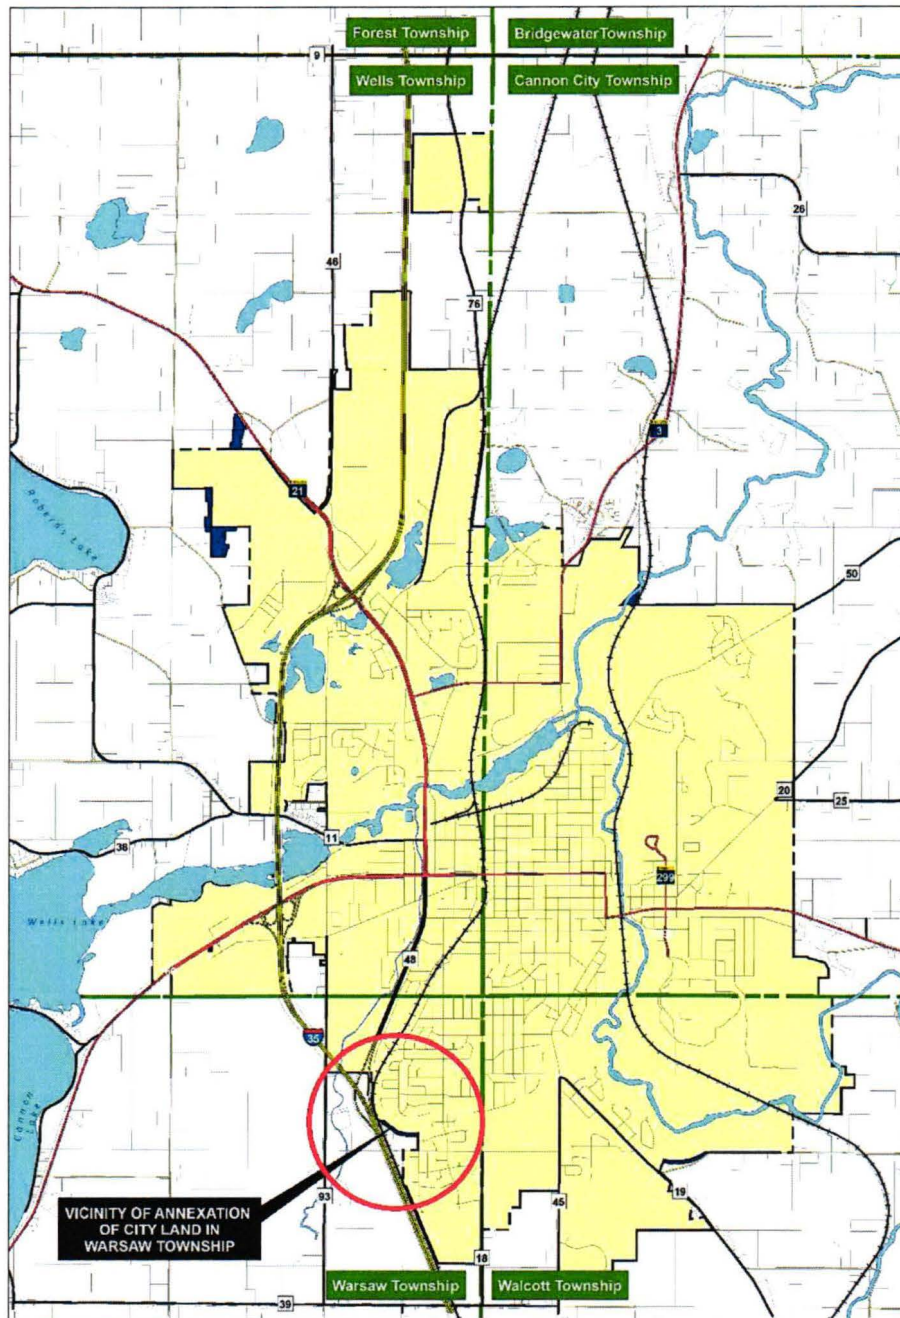 Forest Township
BridgewaterTownship
9
Wells Township
Cannon City Township
26
46
76
3
21
Roberds Lake
50
20
25
11
38
299
Wells Lake
48
35
Cannon Lake
VICINITY OF ANNEXATION
OF CITY LAND IN
WARSAW TOWNSHIP
93
45
19
18
Warsaw Township
Walcott Township
39